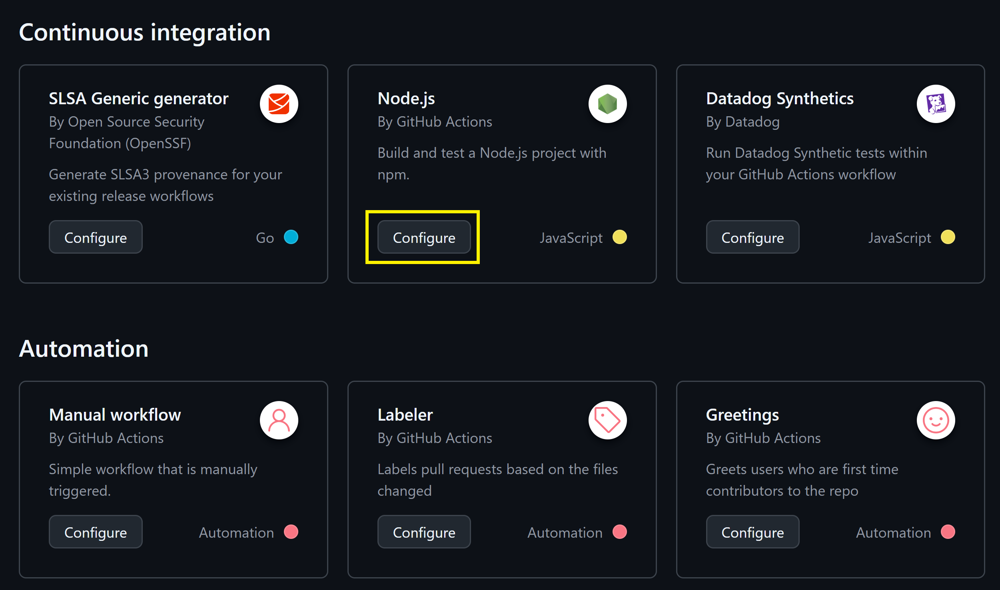 Continuous integration
SLSA Generic generator
By Open Source Security
Foundation (OpenSSF)
Generate SLSA3 provenance for your
existing release workflows
Configure
Go
Node.js
By GitHub Actions
Build and test a Node.js project with
npm.
Configure
JavaScript
Datadog Synthetics
By Datadog
Run Datadog Synthetic tests within
your GitHub Actions workflow
Configure
JavaScript
Automation
Manual workflow
By GitHub Actions
Simple workflow that is manually
triggered.
Configure
Automation
Labeler
By GitHub Actions
Labels pull requests based on the files
changed
Configure
Automation
Greetings
By GitHub Actions
Greets users who are first time
contributors to the repo
Configure
Automation